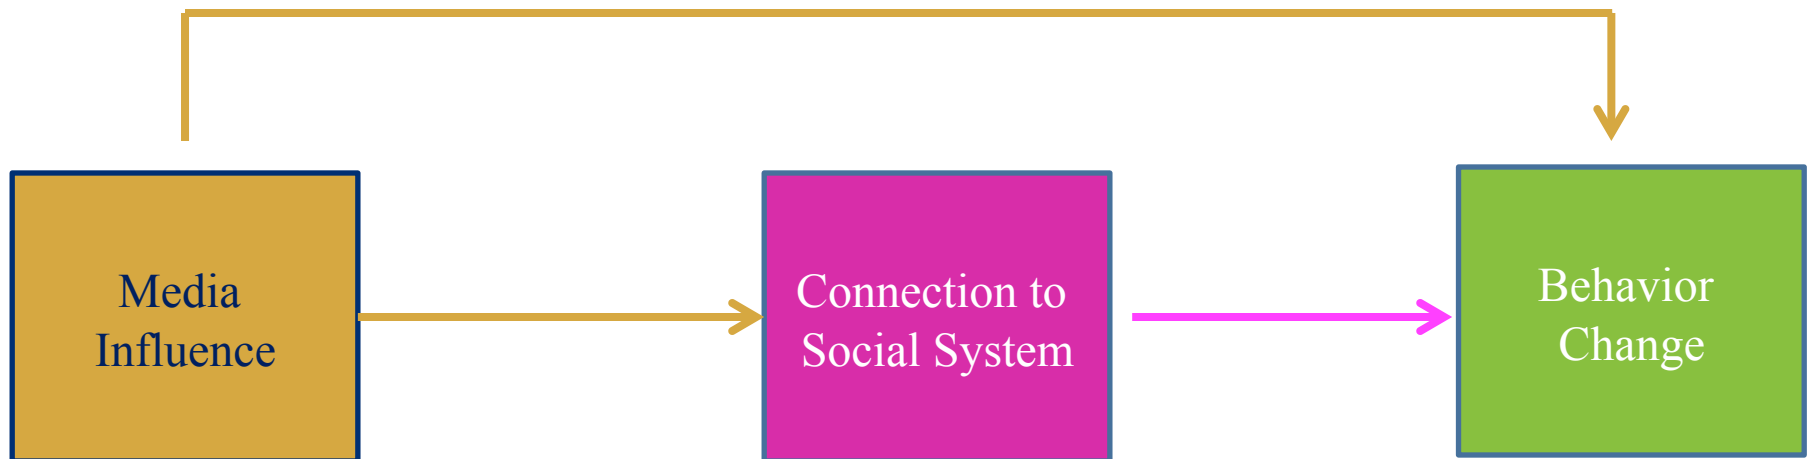 Media
Influence
Connection to
Social System
Behavior
Change